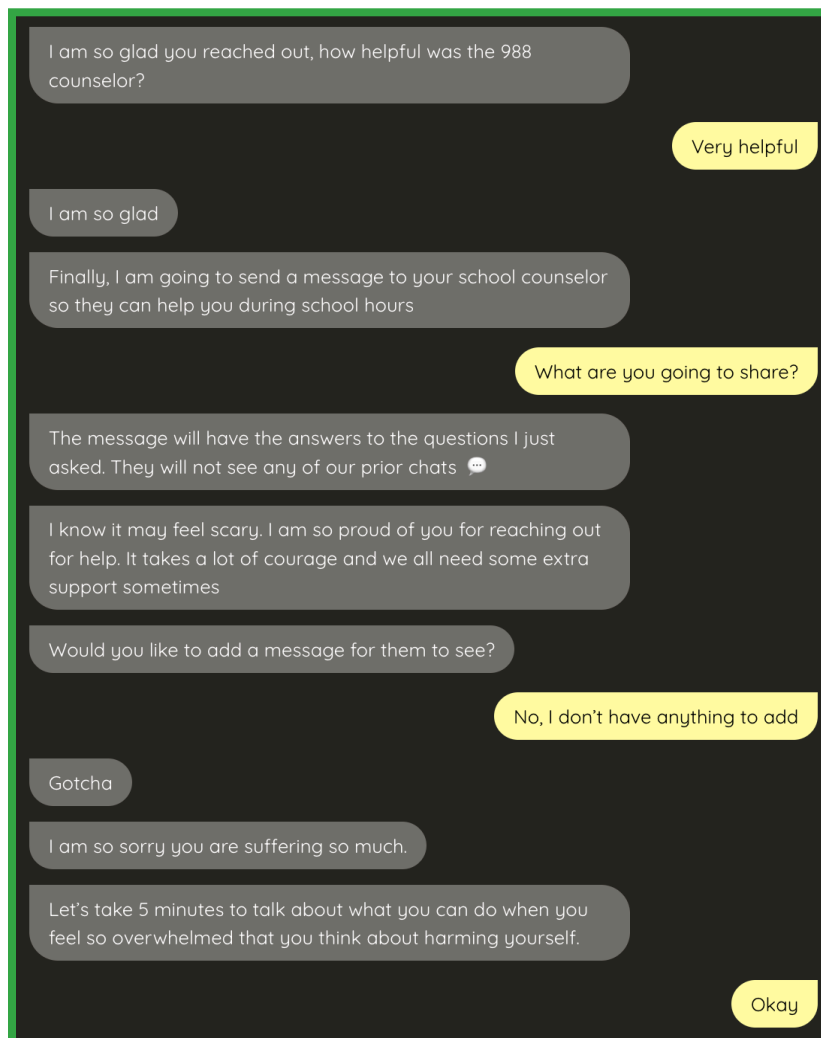 I am so glad you reached out, how helpful was the 988
counselor?
Very helpful
I am so glad
Finally, I am going to send a message to your school counselor
so they can help you during school hours
What are you going to share?
The message will have the answers to the questions I just
asked. They will not see any of our prior chats 💬
I know it may feel scary. I am so proud of you for reaching out
for help. It takes a lot of courage and we all need some extra
support sometimes
Would you like to add a message for them to see?
No, I don’t have anything to add
Gotcha
I am so sorry you are suffering so much.
Let’s take 5 minutes to talk about what you can do when you
feel so overwhelmed that you think about harming yourself.
Okay